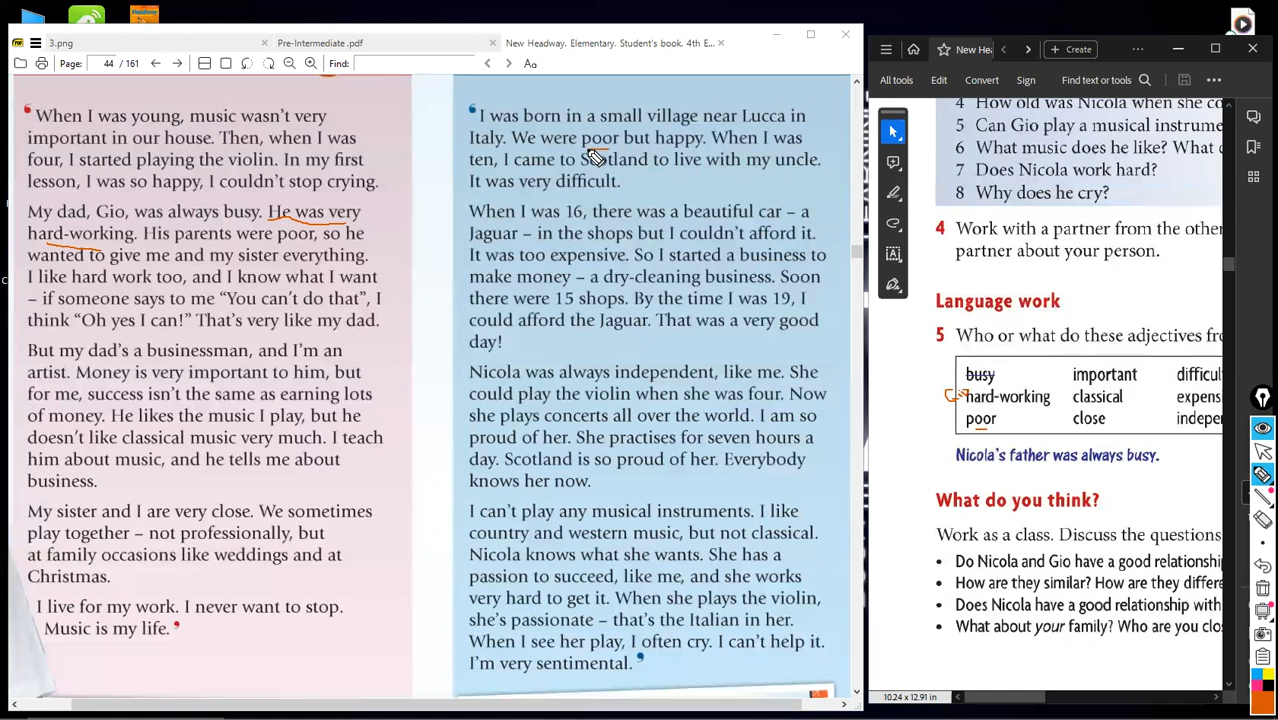 3.png
Pre-Intermediate .pdf
New Headway. Elementary. Student's book. 4th E...
New Hea
Create
Page: 44 / 161
Find:
All tools
Edit
Convert
Sign
Find text or tools
‘When I was young, music wasn't very
important in our house. Then, when I was
four, I started playing the violin. In my first
lesson, I was so happy, I couldn't stop crying.
My dad, Gio, was always busy. He was very
hard-working. His parents were poor, so he
wanted to give me and my sister everything.
I like hard work too, and I know what I want
– if someone says to me “You can't do that”, I
think “Oh yes I can!” That's very like my dad.
But my dad's a businessman, and I'm an
artist. Money is very important to him, but
for me, success isn't the same as earning lots
of money. He likes the music I play, but he
doesn't like classical music very much. I teach
him about music, and he tells me about
business.
My sister and I are very close. We sometimes
play together – not professionally, but
at family occasions like weddings and at
Christmas.
I live for my work. I never want to stop.
Music is my life.’
‘I was born in a small village near Lucca in
Italy. We were poor but happy. When I was
ten, I came to Scotland to live with my uncle.
It was very difficult.
When I was 16, there was a beautiful car – a
Jaguar – in the shops but I couldn't afford it.
It was too expensive. So I started a business to
make money – a dry-cleaning business. Soon
there were 15 shops. By the time I was 19, I
could afford the Jaguar. That was a very good
day!
Nicola was always independent, like me. She
could play the violin when she was four. Now
she plays concerts all over the world. I am so
proud of her. She practises for seven hours a
day. Scotland is so proud of her. Everybody
knows her now.
I can't play any musical instruments. I like
country and western music, but not classical.
Nicola knows what she wants. She has a
passion to succeed, like me, and she works
very hard to get it. When she plays the violin,
she's passionate – that's the Italian in her.
When I see her play, I often cry. I can't help it.
I'm very sentimental.’
4 How old was Nicola when she co
5 Can Gio play a musical instrume
6 What music does he like? What d
7 Does Nicola work hard?
8 Why does he cry?
4 Work with a partner from the other
partner about your person.
Language work
5 Who or what do these adjectives fro
busy important difficul
hard-working classical expens
poor close indepe
Nicola's father was always busy.
What do you think?
Work as a class. Discuss the questions
• Do Nicola and Gio have a good relationship
• How are they similar? How are they differe
• Does Nicola have a good relationship with
• What about your family? Who are you clos
10.24 x 12.91 in